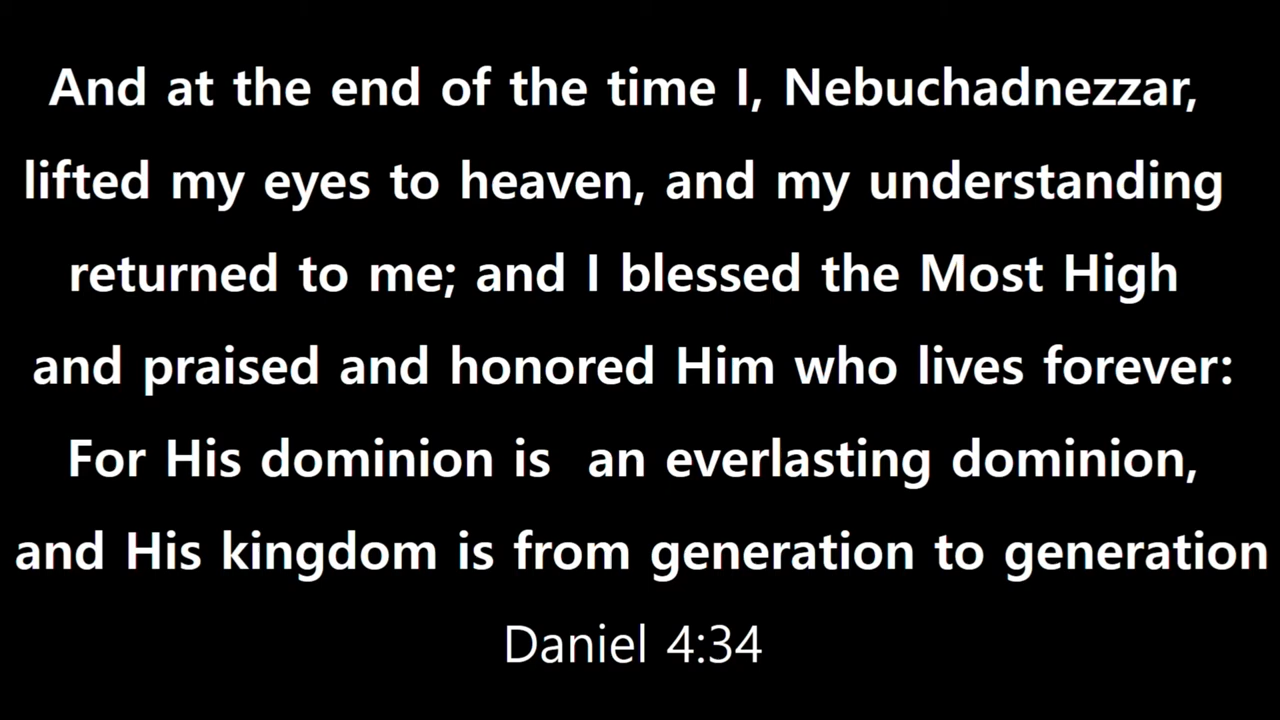 And at the end of the time I, Nebuchadnezzar,
lifted my eyes to heaven, and my understanding
returned to me; and I blessed the Most High
and praised and honored Him who lives forever:
For His dominion is  an everlasting dominion,
and His kingdom is from generation to generation
Daniel 4:34